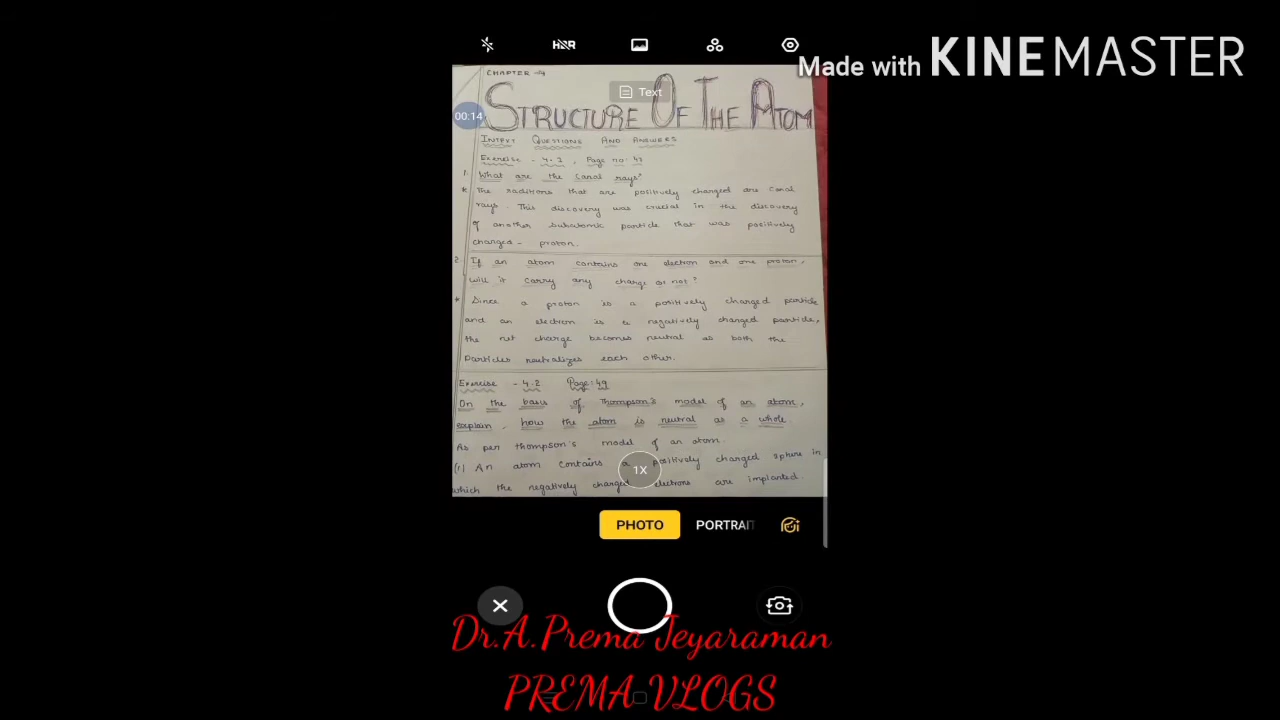 Made with KINEMASTER
CHAPTER -4
Text
STRUCTURE OF THE ATOM
00:14
INTEXT QUESTIONS AND ANSWERS
Exercise - 4.1 , Page no: 47
1. What are the Canal rays?
* The raditions that are positively charged are Canal
rays. This discovery was crucial in the discovery
of another subatomic particle that was positively
charged - proton.
2. If an atom contains one electron and one proton,
will it carry any charge or not?
* Since a proton is a positively charged particle
and an electron is a negatively charged particle,
the net charge becomes neutral as both the
particles neutralizes each other.
Exercise - 4.2 Page: 49
On the basis of Thompson's model of an atom,
explain, how the atom is neutral as a whole
As per thompson's model of an atom.
(i) An atom contains a positively charged sphere in
1X
which the negatively charged electrons are implanted.
PHOTO PORTRAIT
Dr.A.Prema Jeyaraman
PREMA VLOGS